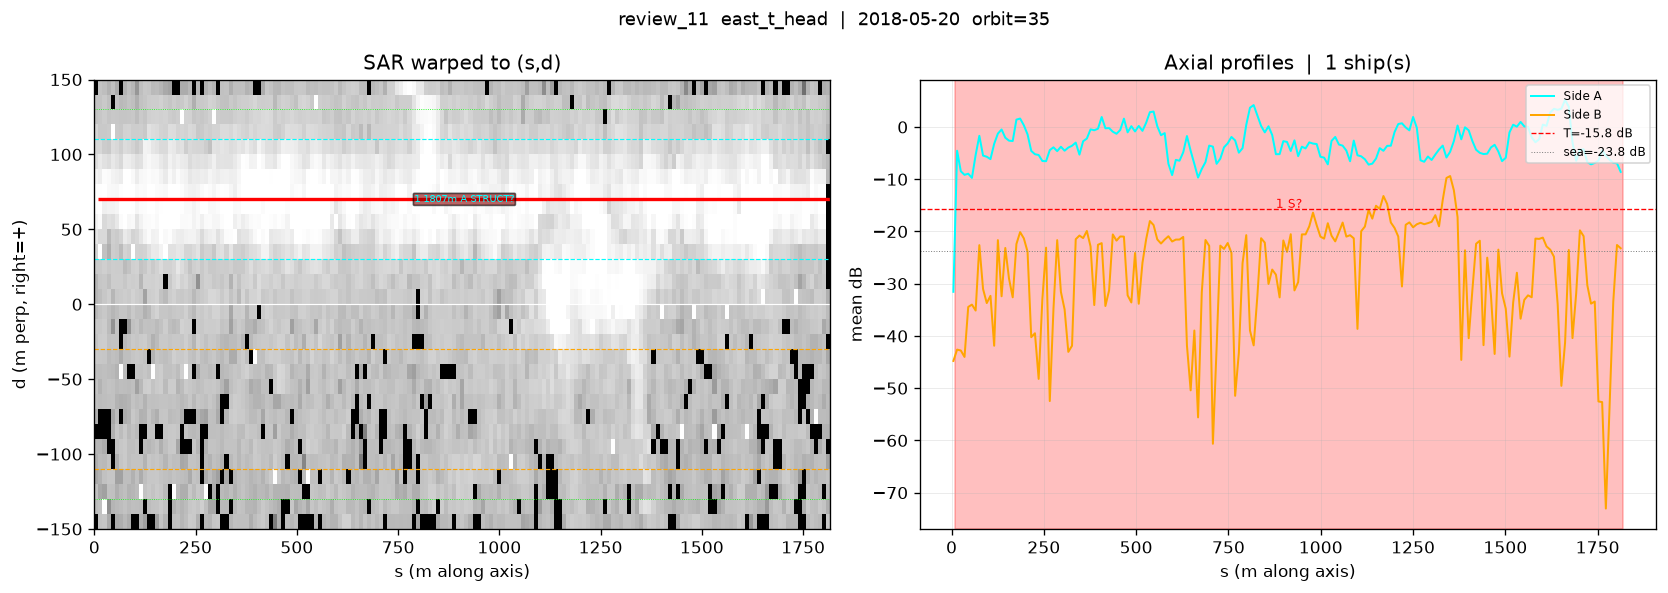 review_11  east_t_head  |  2018-05-20  orbit=35
SAR warped to (s,d)
150
100
50
0
−50
−100
−150
d (m perp, right=+)
1 1807m A STRUCT?
0
250
500
750
1000
1250
1500
1750
s (m along axis)
Axial profiles  |  1 ship(s)
0
−10
−20
−30
−40
−50
−60
−70
mean dB
1 S?
Side A
Side B
T=-15.8 dB
sea=-23.8 dB
0
250
500
750
1000
1250
1500
1750
s (m along axis)